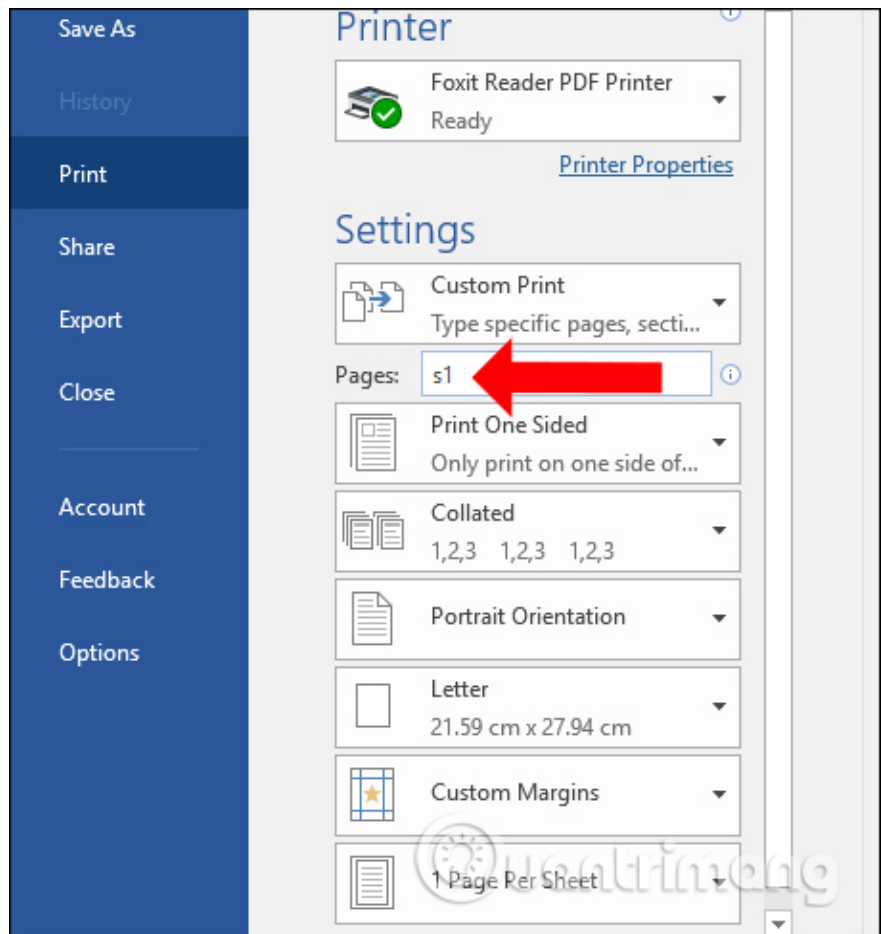 Save As
History
Print
Share
Export
Close
Account
Feedback
Options
Printer
Foxit Reader PDF Printer
Ready
Printer Properties
Settings
Custom Print
Type specific pages, secti...
Pages: s1
Print One Sided
Only print on one side of...
Collated
1,2,3 1,2,3 1,2,3
Portrait Orientation
Letter
21.59 cm x 27.94 cm
Custom Margins
1 Page Per Sheet
Quantrimang